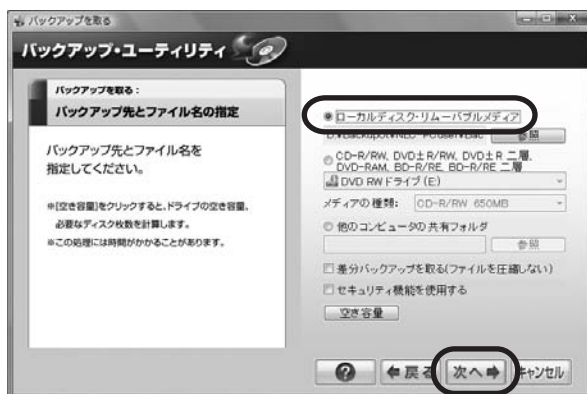 バックアップを取る
バックアップ・ユーティリティ
バックアップを取る:
バックアップ先とファイル名の指定
バックアップ先とファイル名を
指定してください。
※[空き容量]をクリックすると、ドライブの空き容量、
必要なディスク枚数を計算します。
※この処理には時間がかかることがあります。
ローカルディスク・リムーバブルメディア
参照
CD-R/RW, DVD±R/RW, DVD±R 二層,
DVD-RAM, BD-R/RE, BD-R/RE 二層
DVD RW ドライブ (E)
メディアの種類: CD-R/RW 650MB
他のコンピュータの共有フォルダ
参照
差分バックアップを取る(ファイルを圧縮しない)
セキュリティ機能を使用する
空き容量
? 戻る 次へ キャンセル